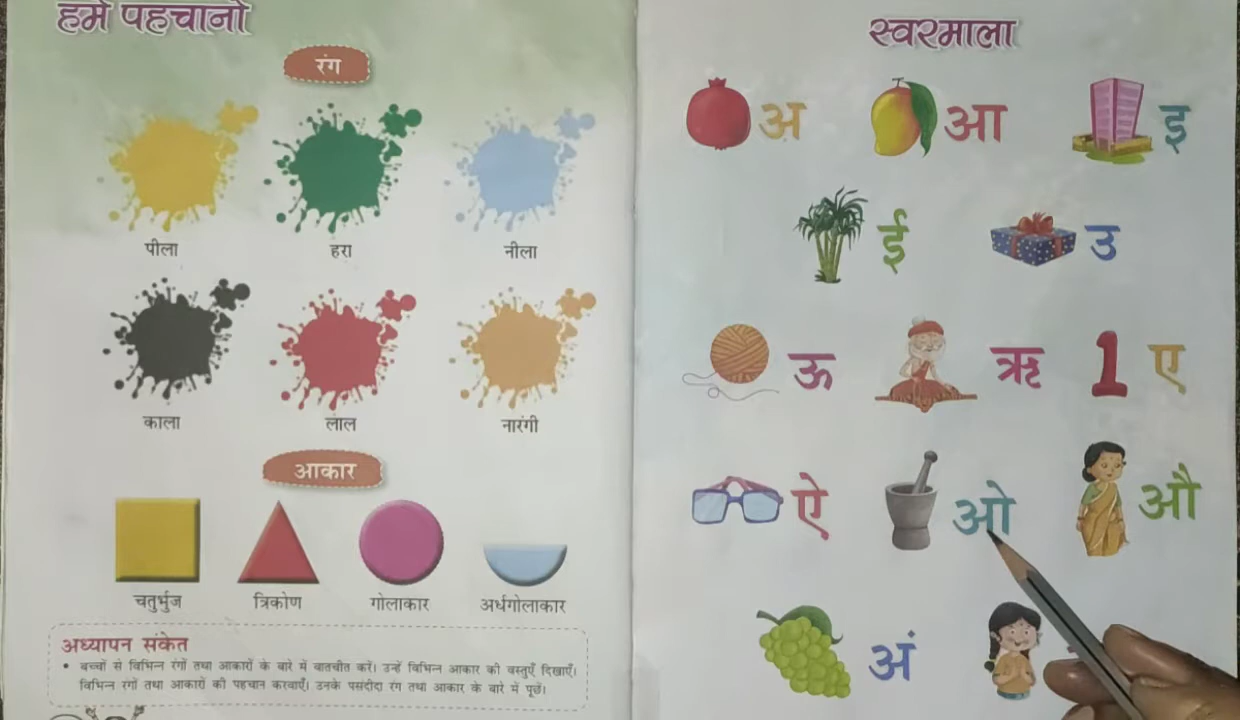 हमें पहचानो
रंग
पीला हरा नीला
काला लाल नारंगी
आकार
चतुर्भुज त्रिकोण गोलाकार अर्धगोलाकार
अध्यापन संकेत
• बच्चों से विभिन्न रंगों तथा आकारों के बारे में बातचीत करें। उन्हें विभिन्न आकार की वस्तुएँ दिखाएँ।
विभिन्न रंगों तथा आकारों की पहचान करवाएँ। उनके पसंदीदा रंग तथा आकार के बारे में पूछें।
स्वरमाला
अ आ इ
ई उ
ऊ ऋ 1 ए
ऐ ओ औ
अं